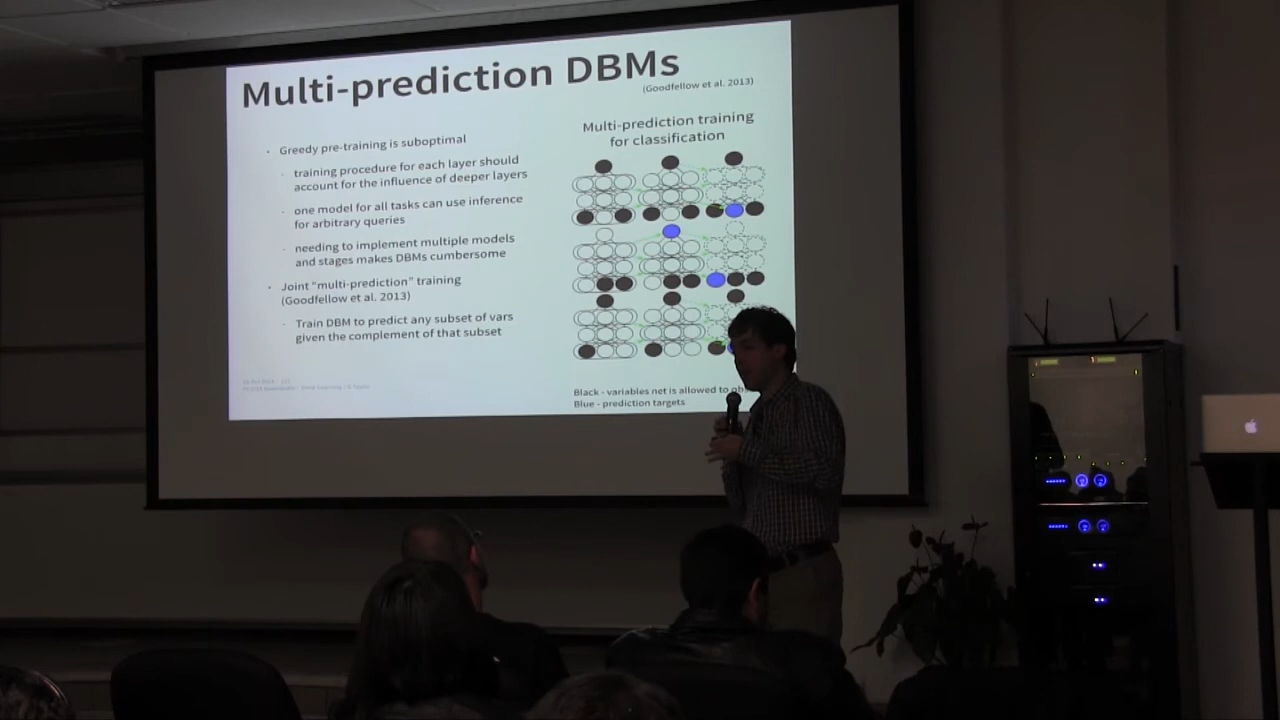 Multi-prediction DBMs
(Goodfellow et al. 2013)
Greedy pre-training is suboptimal
training procedure for each layer should
account for the influence of deeper layers
one model for all tasks can use inference
for arbitrary queries
needing to implement multiple models
and stages makes DBMs cumbersome
Joint “multi-prediction” training
(Goodfellow et al. 2013)
Train DBM to predict any subset of vars
given the complement of that subset
Multi-prediction training
for classification
Black - variables net is allowed to
Blue - prediction targets